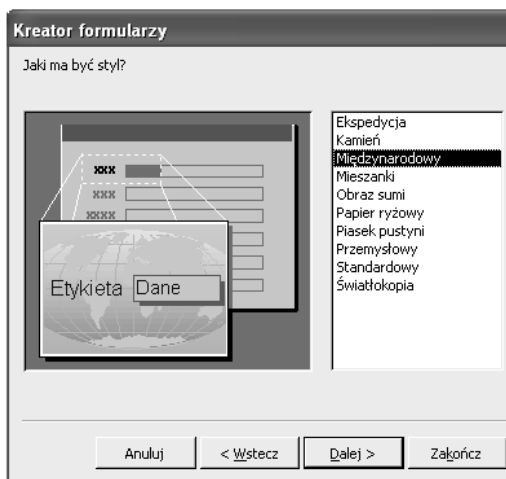 Kreator formularzy
Jaki ma być styl?
xxx
xxx
xxxx
Etykieta Dane
Ekspedycja
Kamień
Międzynarodowy
Mieszanki
Obraz sumi
Papier ryżowy
Piasek pustyni
Przemysłowy
Standardowy
Światłokopia
Anuluj
< Wstecz
Dalej >
Zakończ